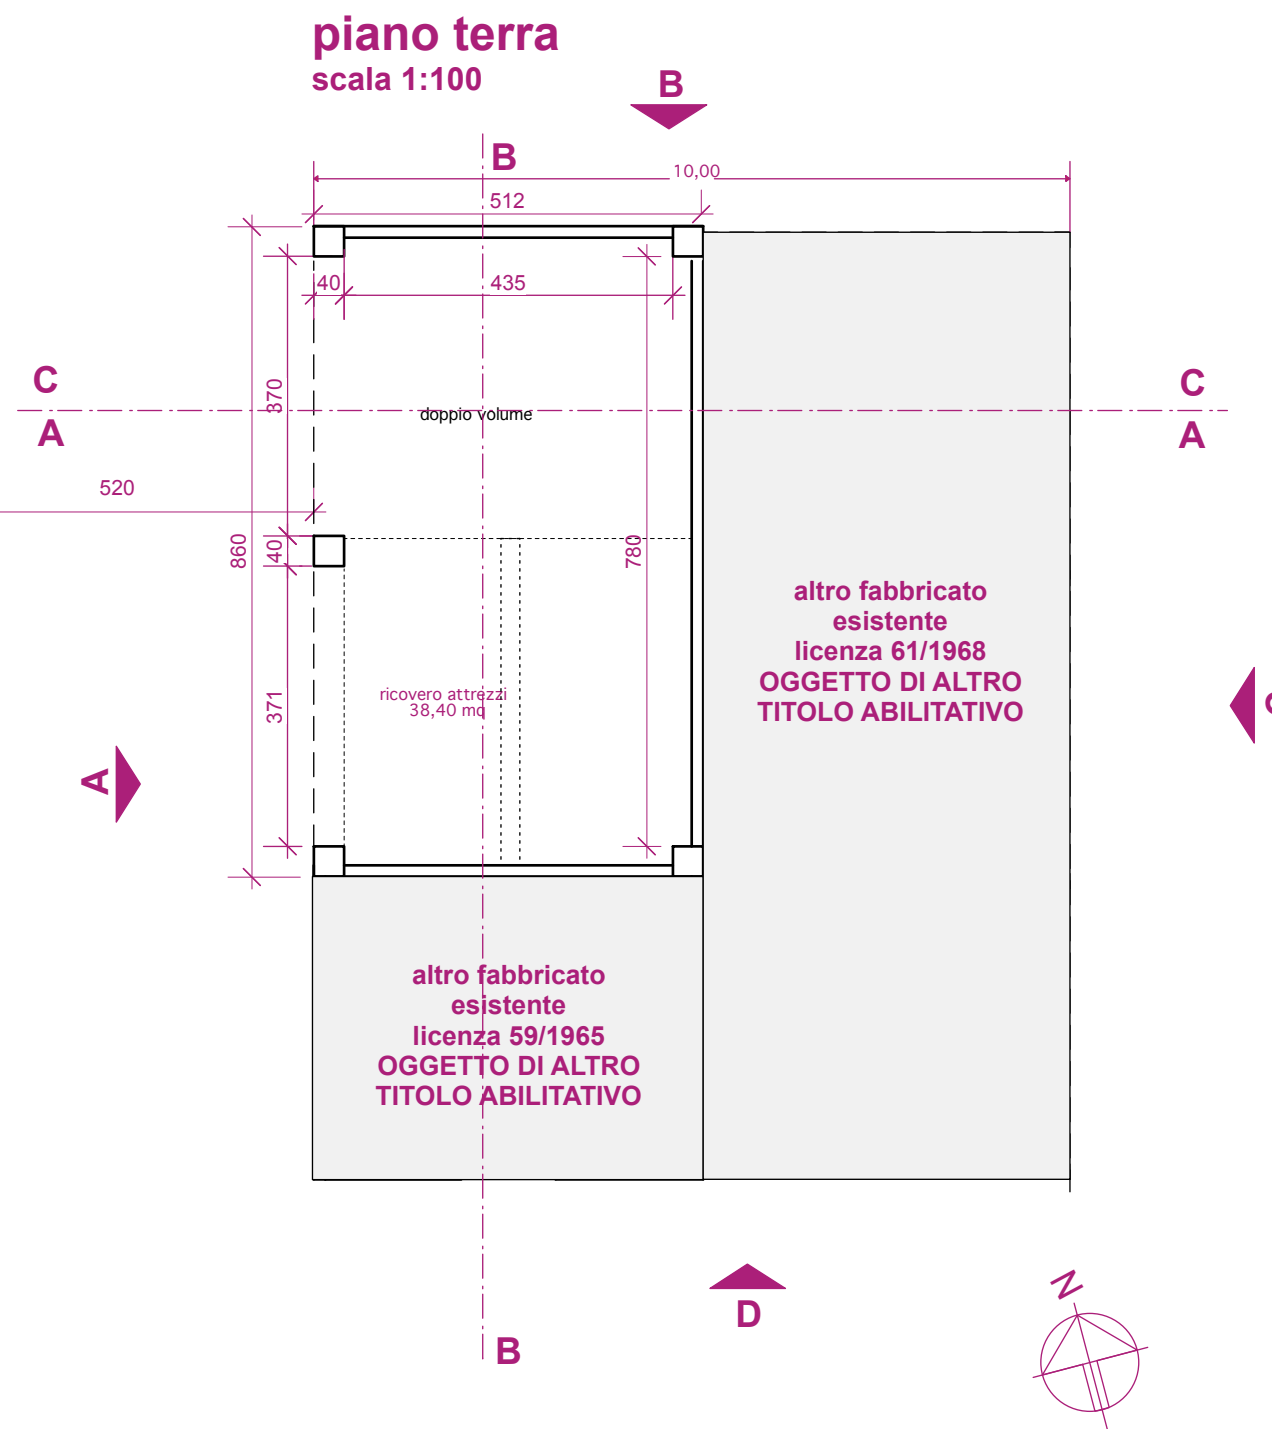 piano terra
scala 1:100
B
B
10,00
512
40
435
370
C
C
doppio volume
A
A
520
860
40
780
altro fabbricato
esistente
licenza 61/1968
OGGETTO DI ALTRO
TITOLO ABILITATIVO
ricovero attrezzi
38,40 mq
371
A
altro fabbricato
esistente
licenza 59/1965
OGGETTO DI ALTRO
TITOLO ABILITATIVO
N
D
B